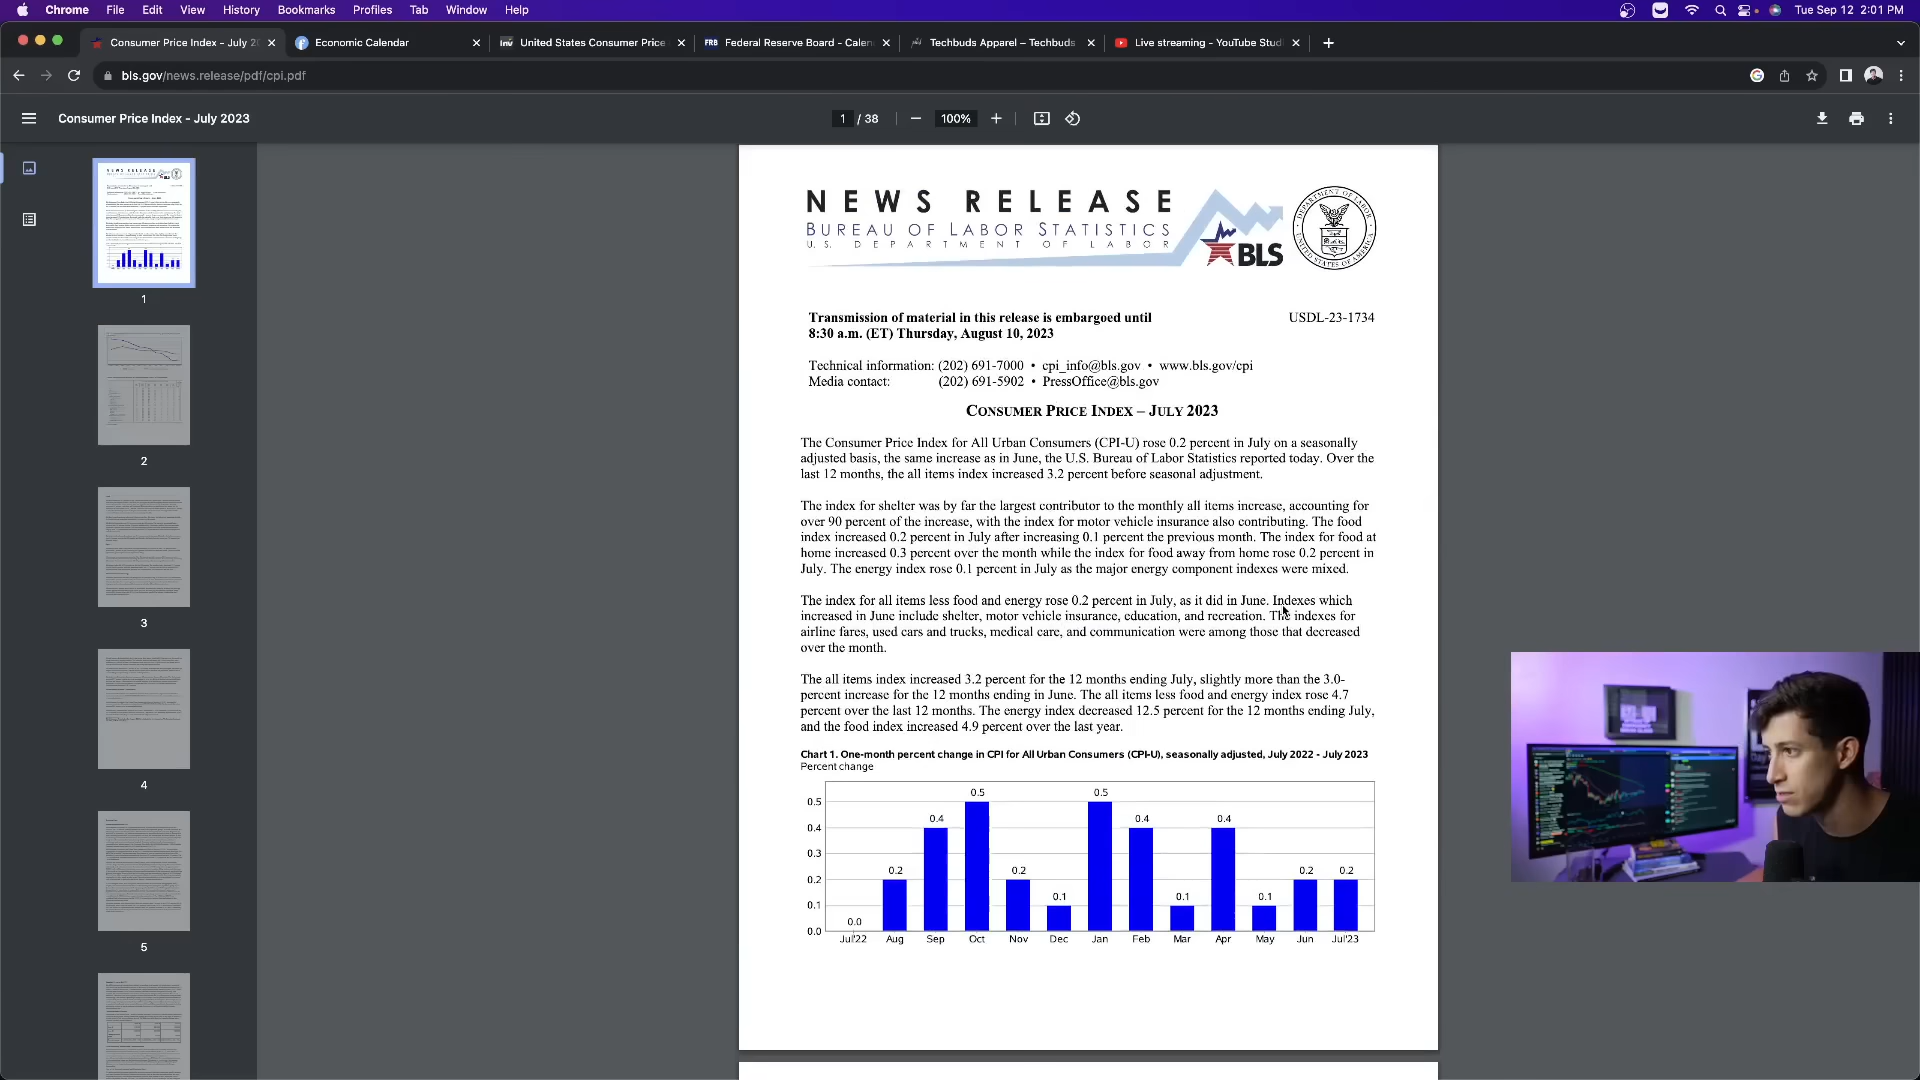 Chrome File Edit View History Bookmarks Profiles Tab Window Help Tue Sep 12 2:01 PM
Consumer Price Index - July 20 Economic Calendar United States Consumer Price Federal Reserve Board - Calen Techbuds Apparel – Techbuds Live streaming - YouTube Stud
bls.gov/news.release/pdf/cpi.pdf
Consumer Price Index - July 2023 1 / 38 100%
1
2
3
4
5
NEWS RELEASE
BUREAU OF LABOR STATISTICS
U.S. DEPARTMENT OF LABOR
BLS
DEPARTMENT OF LABOR
UNITED STATES OF AMERICA
Transmission of material in this release is embargoed until USDL-23-1734
8:30 a.m. (ET) Thursday, August 10, 2023
Technical information: (202) 691-7000 • cpi_info@bls.gov • www.bls.gov/cpi
Media contact: (202) 691-5902 • PressOffice@bls.gov
CONSUMER PRICE INDEX – JULY 2023
The Consumer Price Index for All Urban Consumers (CPI-U) rose 0.2 percent in July on a seasonally
adjusted basis, the same increase as in June, the U.S. Bureau of Labor Statistics reported today. Over the
last 12 months, the all items index increased 3.2 percent before seasonal adjustment.
The index for shelter was by far the largest contributor to the monthly all items increase, accounting for
over 90 percent of the increase, with the index for motor vehicle insurance also contributing. The food
index increased 0.2 percent in July after increasing 0.1 percent the previous month. The index for food at
home increased 0.3 percent over the month while the index for food away from home rose 0.2 percent in
July. The energy index rose 0.1 percent in July as the major energy component indexes were mixed.
The index for all items less food and energy rose 0.2 percent in July, as it did in June. Indexes which
increased in June include shelter, motor vehicle insurance, education, and recreation. The indexes for
airline fares, used cars and trucks, medical care, and communication were among those that decreased
over the month.
The all items index increased 3.2 percent for the 12 months ending July, slightly more than the 3.0-
percent increase for the 12 months ending in June. The all items less food and energy index rose 4.7
percent over the last 12 months. The energy index decreased 12.5 percent for the 12 months ending July,
and the food index increased 4.9 percent over the last year.
Chart 1. One-month percent change in CPI for All Urban Consumers (CPI-U), seasonally adjusted, July 2022 - July 2023
Percent change
0.5
0.4
0.3
0.2
0.1
0.0
0.0 0.2 0.4 0.5 0.2 0.1 0.5 0.4 0.1 0.4 0.1 0.2 0.2
Jul'22 Aug Sep Oct Nov Dec Jan Feb Mar Apr May Jun Jul'23